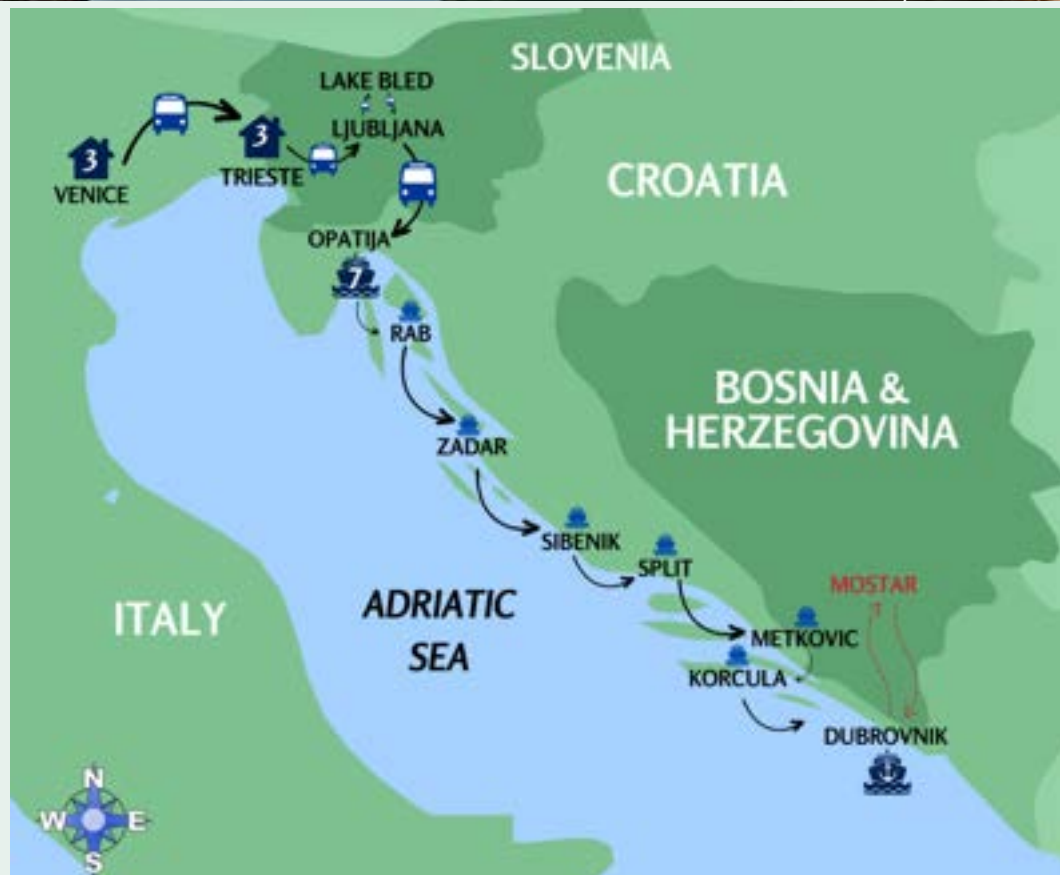 SLOVENIA
LAKE BLED
LJUBLJANA
3
TRIESTE
3
VENICE
CROATIA
OPATIJA
7
RAB
BOSNIA &
HERZEGOVINA
ZADAR
SIBENIK
SPLIT
MOSTAR
ITALY
ADRIATIC
SEA
METKOVIC
KORCULA
DUBROVNIK
N
W E
S